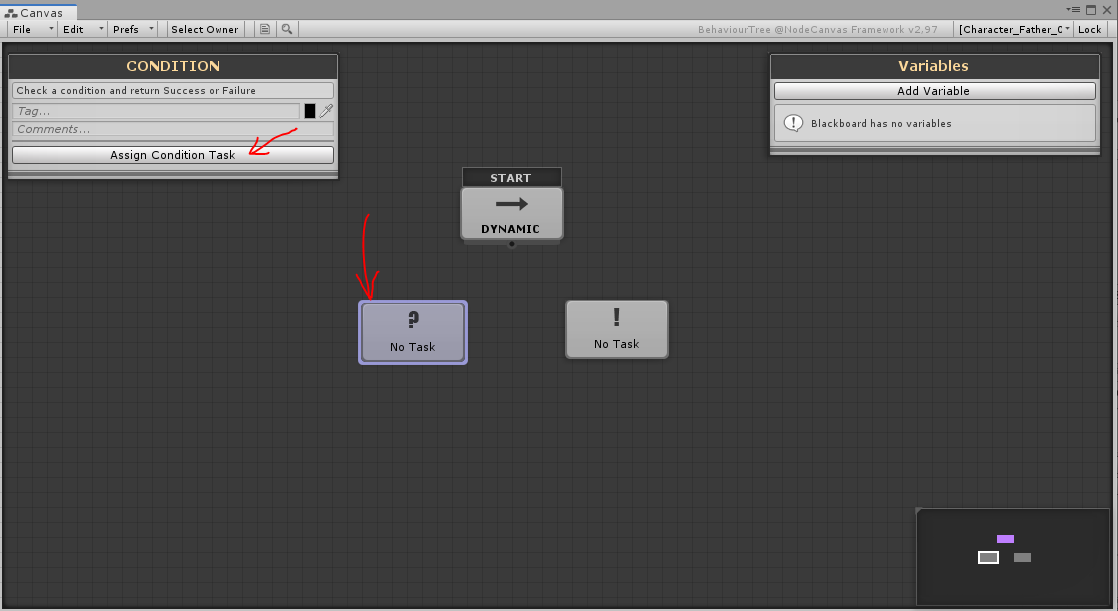 Canvas
File Edit Prefs Select Owner BehaviourTree @NodeCanvas Framework v2.97 [Character_Father_0 Lock
CONDITION
Check a condition and return Success or Failure
Tag...
Comments...
Assign Condition Task
Variables
Add Variable
! Blackboard has no variables
START
DYNAMIC
?
No Task
!
No Task